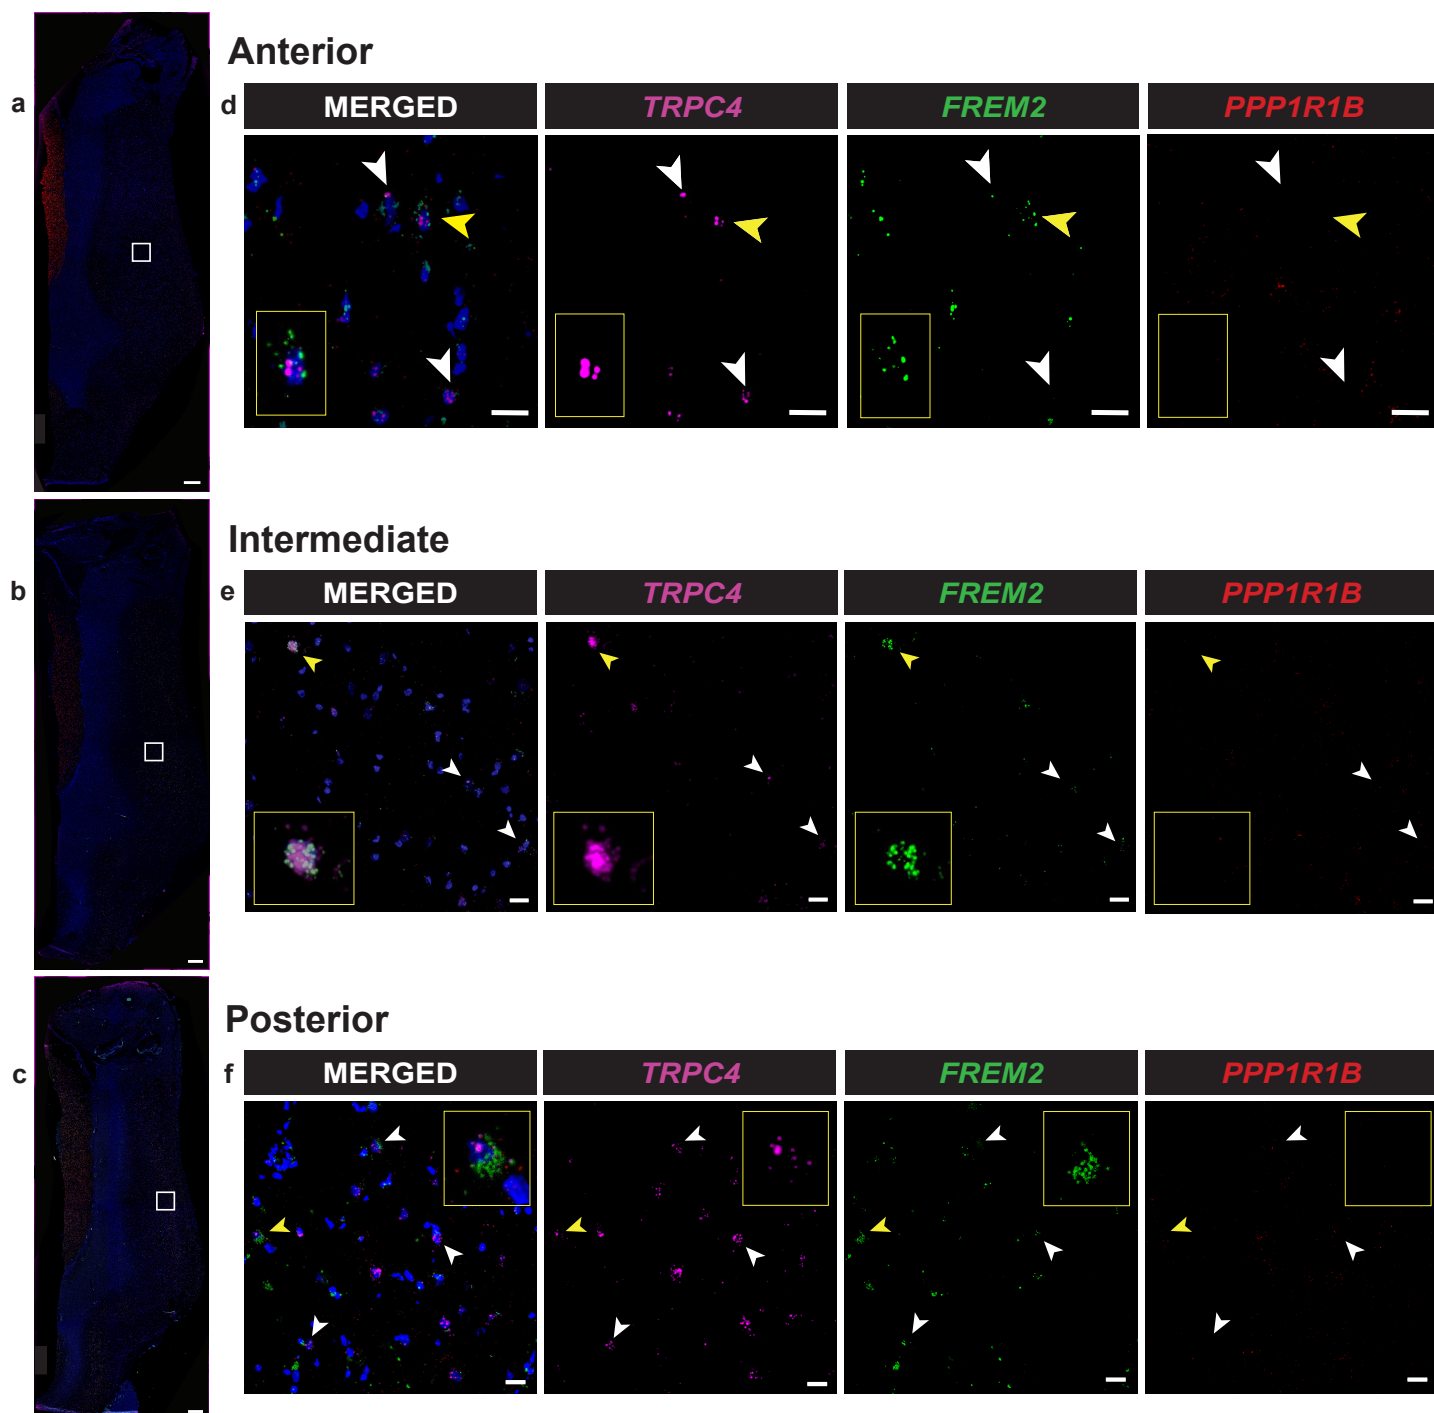 Anterior
a
d
MERGED
TRPC4
FREM2
PPP1R1B
Intermediate
b
e
MERGED
TRPC4
FREM2
PPP1R1B
Posterior
c
f
MERGED
TRPC4
FREM2
PPP1R1B